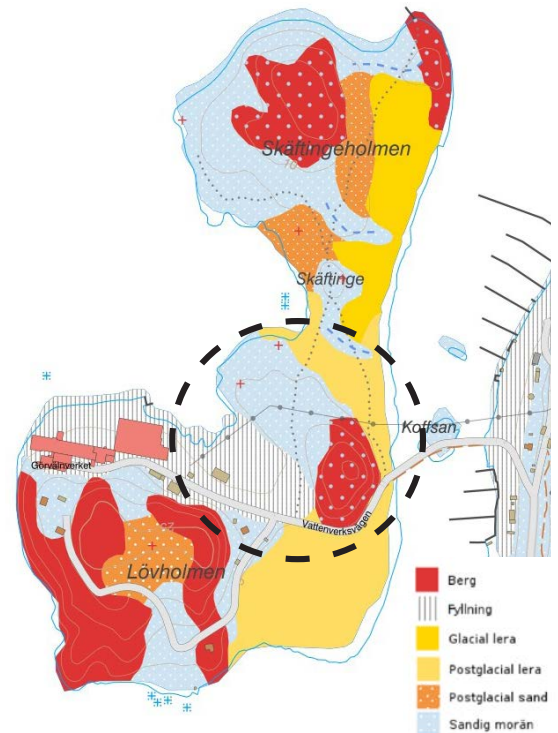 Skäftingeholmen
Skäftinge
Koffsan
Görvälnverket
Vattenverksvägen
Lövholmen
Berg
Fyllning
Glacial lera
Postglacial lera
Postglacial sand
Sandig morän